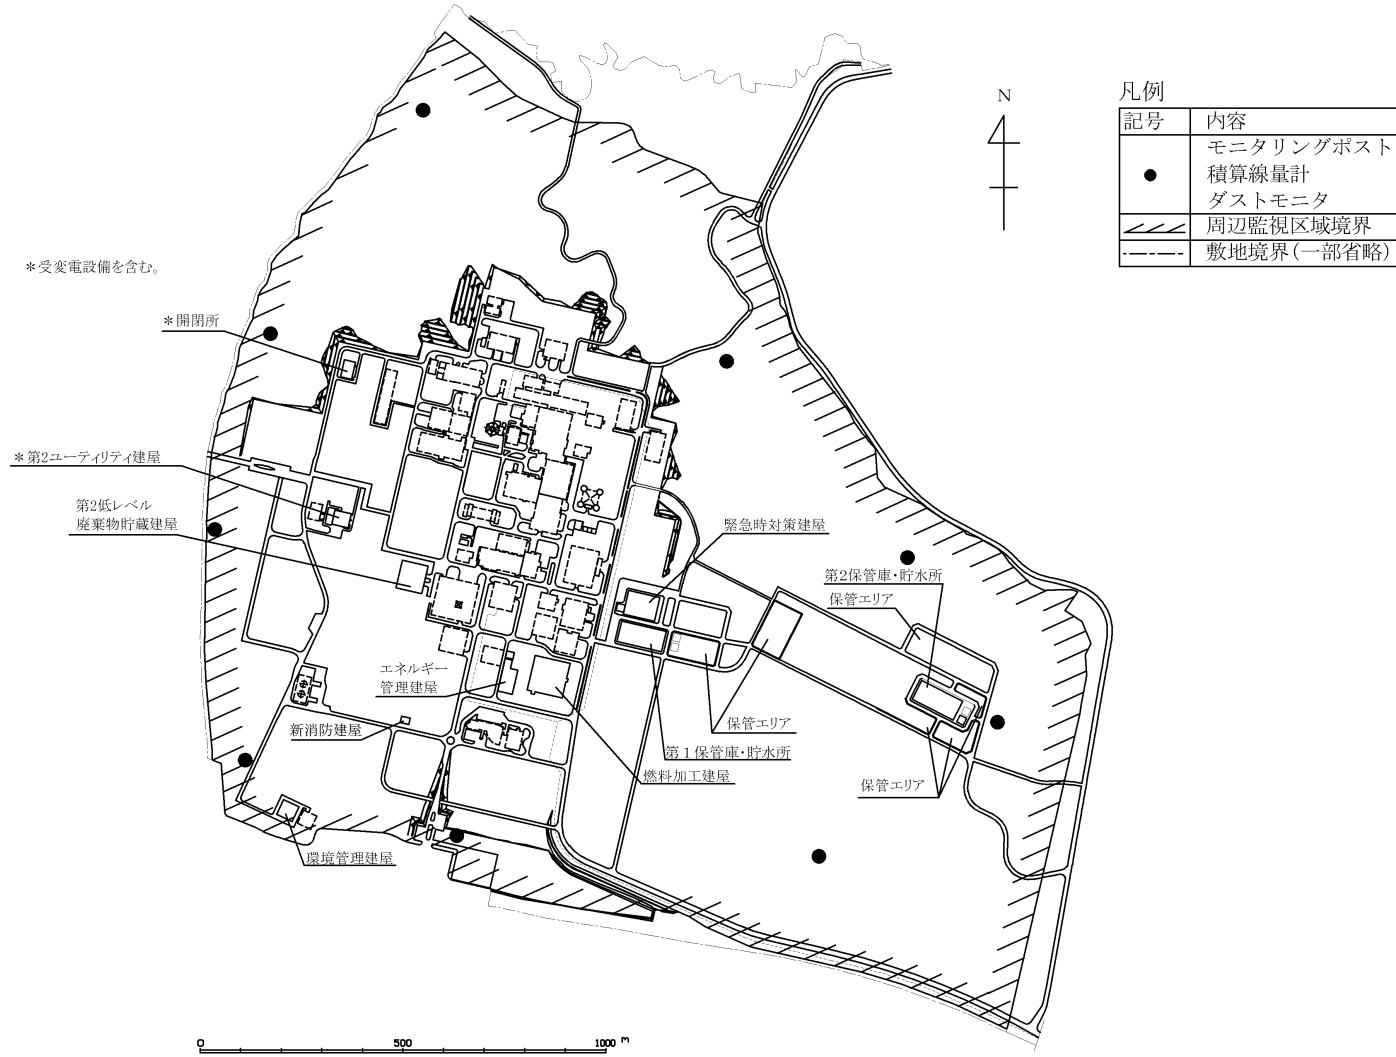 N
凡例
記号 内容
モニタリングポスト
積算線量計
ダストモニタ
周辺監視区域境界
敷地境界(一部省略)
＊受変電設備を含む。
＊開閉所
＊第2ユーティリティ建屋
第2低レベル
廃棄物貯蔵建屋
緊急時対策建屋
第2保管庫・貯水所
保管エリア
エネルギー
管理建屋
新消防建屋
保管エリア
第１保管庫・貯水所
燃料加工建屋
保管エリア
環境管理建屋
0 500 1000 m